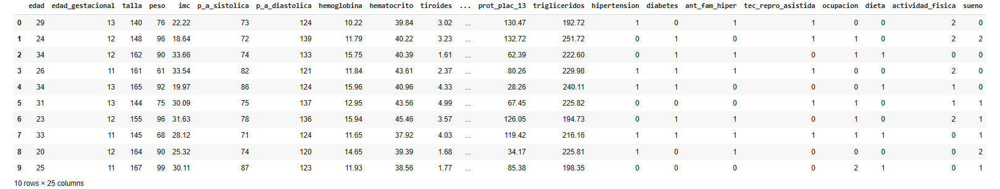 edad edad_gestacional talla peso imc p_a_sistolica p_a_diastolica hemoglobina hematocrito tiroides ... prot_plac_13 trigliceridos hipertension diabetes ant_fam_hiper tec_repro_asistida ocupacion dieta actividad_fisica sueno
0 29 13 140 76 22.22 73 124 10.22 39.84 3.02 ... 130.47 192.72 1 0 1 1 0 0 2 0
1 24 12 148 96 18.64 72 139 11.79 40.22 3.23 ... 132.72 251.72 0 1 0 1 1 0 2 2
2 34 12 162 90 33.66 74 133 15.75 40.39 1.61 ... 62.39 222.60 0 1 1 0 1 1 0 0
3 26 11 161 61 33.54 82 121 11.84 43.61 2.37 ... 80.26 229.98 1 1 1 1 0 0 2 0
4 34 13 165 92 19.97 86 124 15.96 40.96 4.33 ... 28.26 240.11 1 1 0 0 0 1 1 0
5 31 13 144 75 30.09 75 137 12.95 43.56 4.99 ... 67.45 225.82 0 0 0 1 1 0 1 1
6 23 12 155 96 31.63 78 136 15.94 45.46 3.57 ... 126.05 194.73 0 1 1 0 1 0 2 1
7 33 11 145 68 28.12 71 124 11.65 37.92 4.03 ... 119.42 216.16 1 1 1 1 1 1 0 1
8 20 12 164 90 25.32 74 120 14.65 39.39 1.68 ... 34.17 225.81 1 0 1 0 0 0 0 2
9 25 11 167 99 30.11 87 123 11.93 38.56 1.77 ... 85.38 198.35 0 0 0 0 2 1 0 1
10 rows × 25 columns